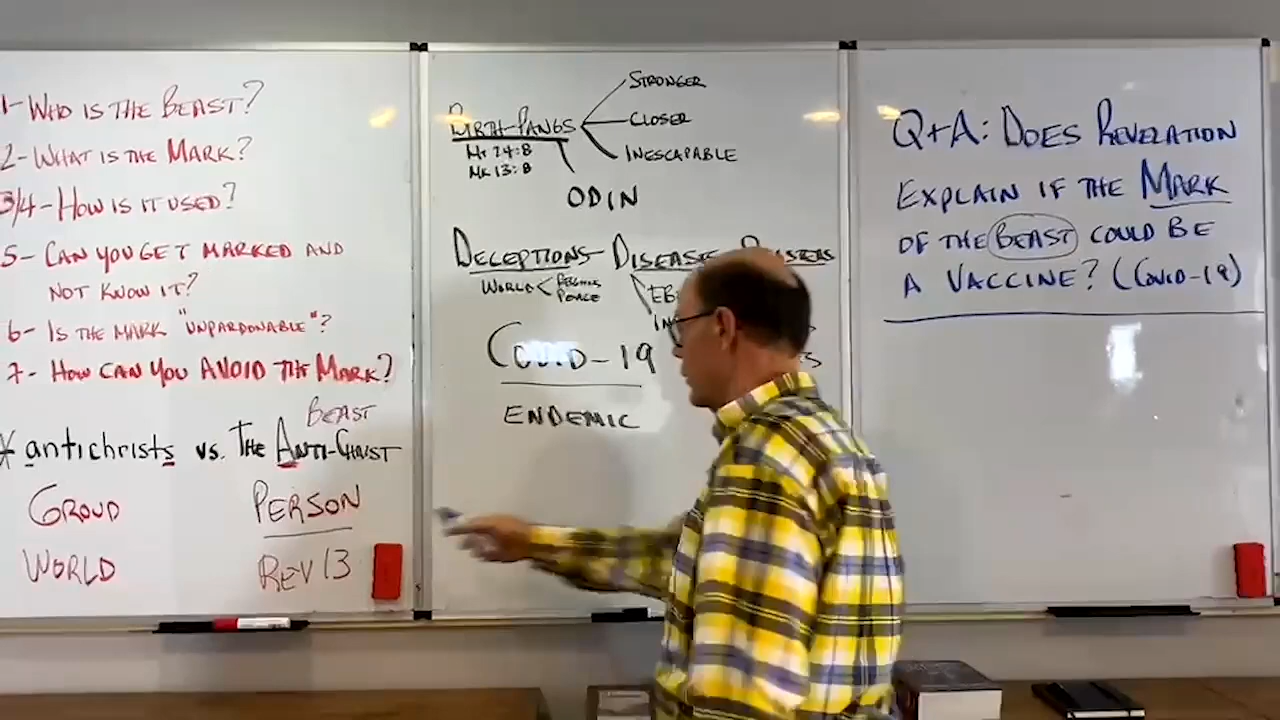 1- WHO IS THE BEAST?
2- WHAT IS THE MARK?
3/4- HOW IS IT USED?
5- CAN YOU GET MARKED AND
NOT KNOW IT?
6- IS THE MARK "UNPARDONABLE"?
7- HOW CAN YOU AVOID THE MARK?
BEAST
* antichrists vs. THE ANTI-CHRIST
GROUP PERSON
WORLD REV 13
STRONGER
BIRTH-PANGS CLOSER
MT 24:8 INESCAPABLE
MK 13:8
ODIN
DECEPTIONS- DISEASE
WORLD PEACE
COVID-19
ENDEMIC
Q+A: DOES REVELATION
EXPLAIN IF THE MARK
OF THE BEAST COULD BE
A VACCINE? (COVID-19)